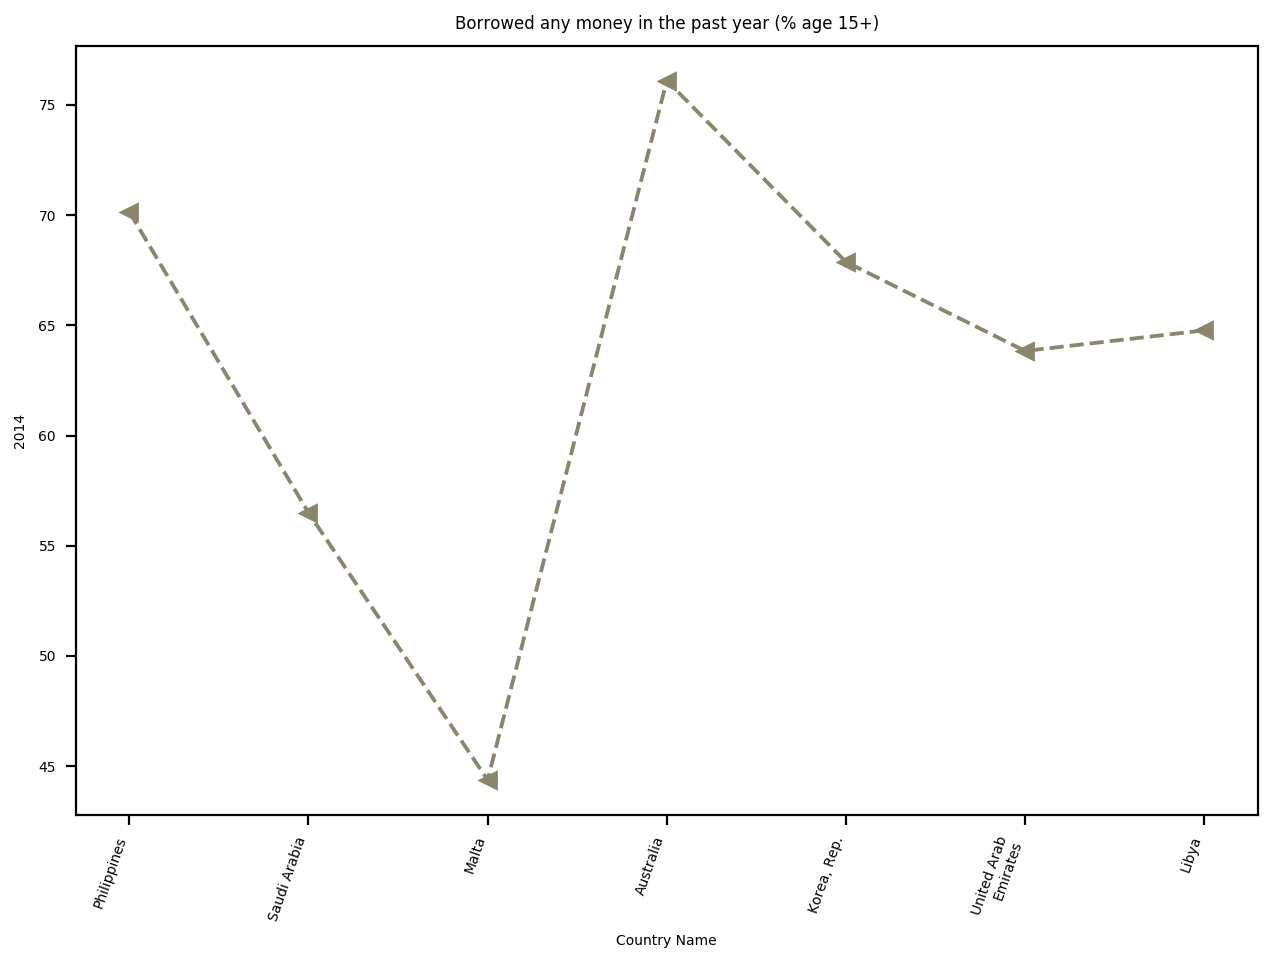 Borrowed any money in the past year (% age 15+)
75
70
65
60
55
50
45
2014
Philippines
Saudi Arabia
Malta
Australia
Korea, Rep.
United Arab
Emirates
Libya
Country Name